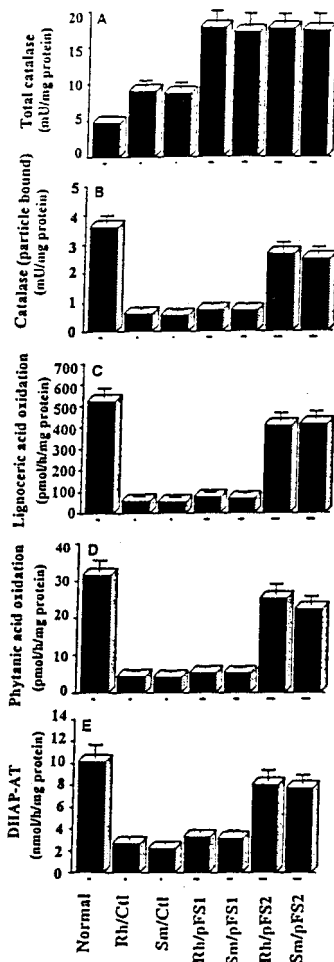 A
Total catalase
(mU/mg protein)
20
15
10
5
0
B
Catalase (particle bound)
(mU/mg protein)
5
4
3
2
1
0
C
Lignoceric acid oxidation
(pmol/h/mg protein)
700
600
500
400
300
200
100
0
D
Phytanic acid oxidation
(pmol/h/mg protein)
40
30
20
10
0
E
DHAP-AT
(nmol/h/mg protein)
14
12
10
8
6
4
2
0
Normal
Rh/Ctl
Sm/Ctl
Rh/pFS1
Sm/pFS1
Rh/pFS2
Sm/pFS2